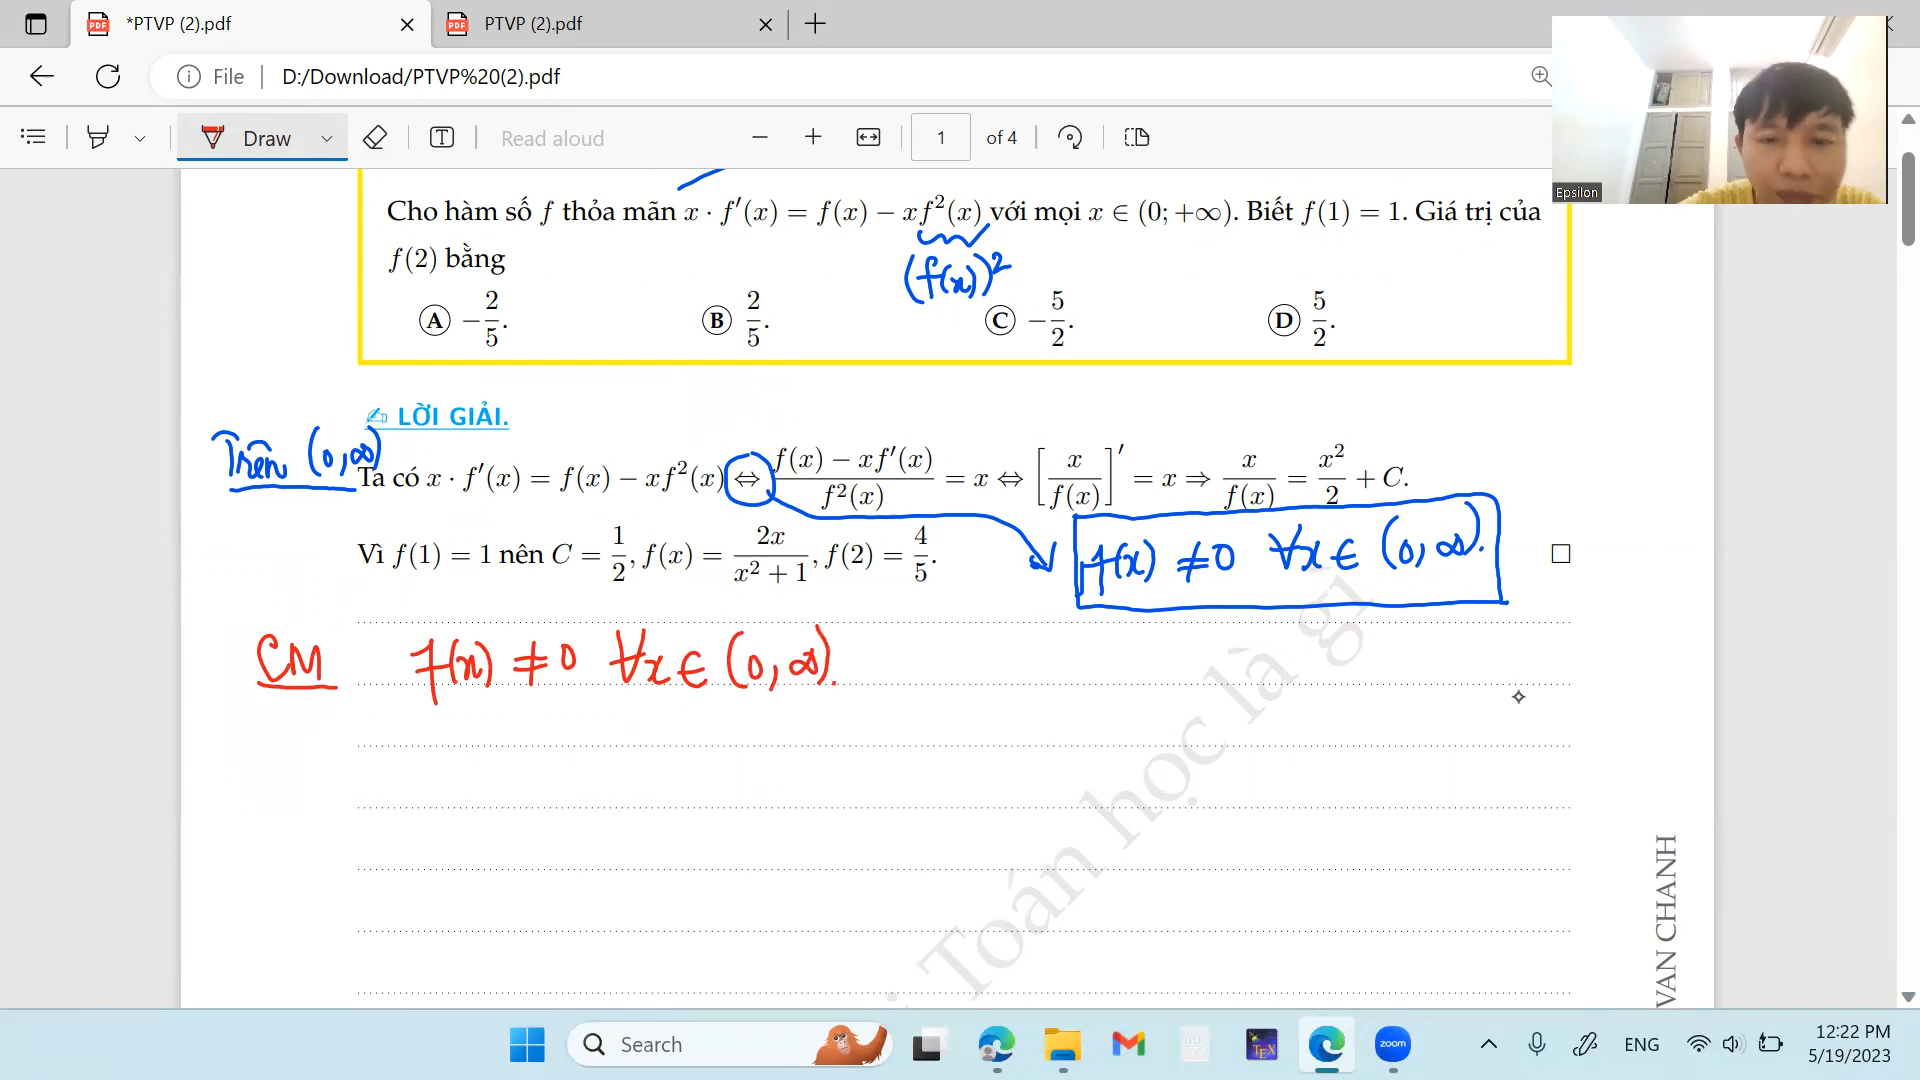 *PTVP (2).pdf
PTVP (2).pdf
File
D:/Download/PTVP%20(2).pdf
Draw
Read aloud
1 of 4
Epsilon
Cho hàm số f thỏa mãn x · f′(x) = f(x) − xf²(x) với mọi x ∈ (0; +∞). Biết f(1) = 1. Giá trị của
f(2) bằng
(f(x))²
A −2/5. B 2/5. C −5/2. D 5/2.
LỜI GIẢI.
Trên (0,∞)
Ta có x · f′(x) = f(x) − xf²(x) ⇔ (f(x) − xf′(x))/f²(x) = x ⇔ [x/f(x)]′ = x ⇒ x/f(x) = x²/2 + C.
Vì f(1) = 1 nên C = 1/2, f(x) = 2x/(x² + 1), f(2) = 4/5. □
f(x) ≠0 ∀x∈ (0,∞).
CM f(x) ≠0 ∀x∈ (0,∞).
Toán học là gì
VAN CHANH
Search
TEX
zoom
ENG
12:22 PM
5/19/2023